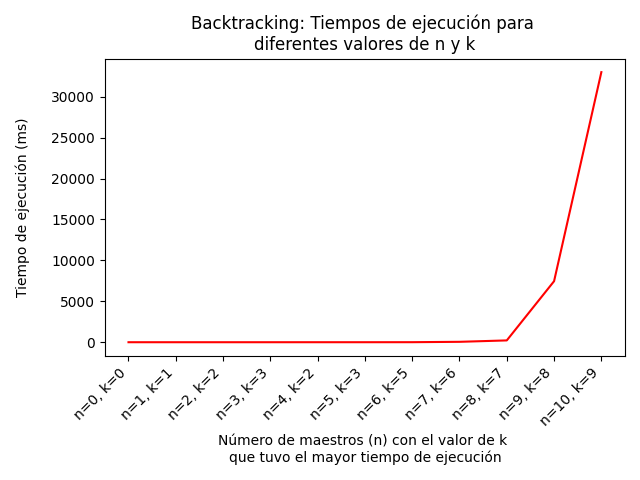 Backtracking: Tiempos de ejecución para
diferentes valores de n y k
Tiempo de ejecución (ms)
30000
25000
20000
15000
10000
5000
0
n=0, k=0
n=1, k=1
n=2, k=2
n=3, k=3
n=4, k=2
n=5, k=3
n=6, k=5
n=7, k=6
n=8, k=7
n=9, k=8
n=10, k=9
Número de maestros (n) con el valor de k
que tuvo el mayor tiempo de ejecución